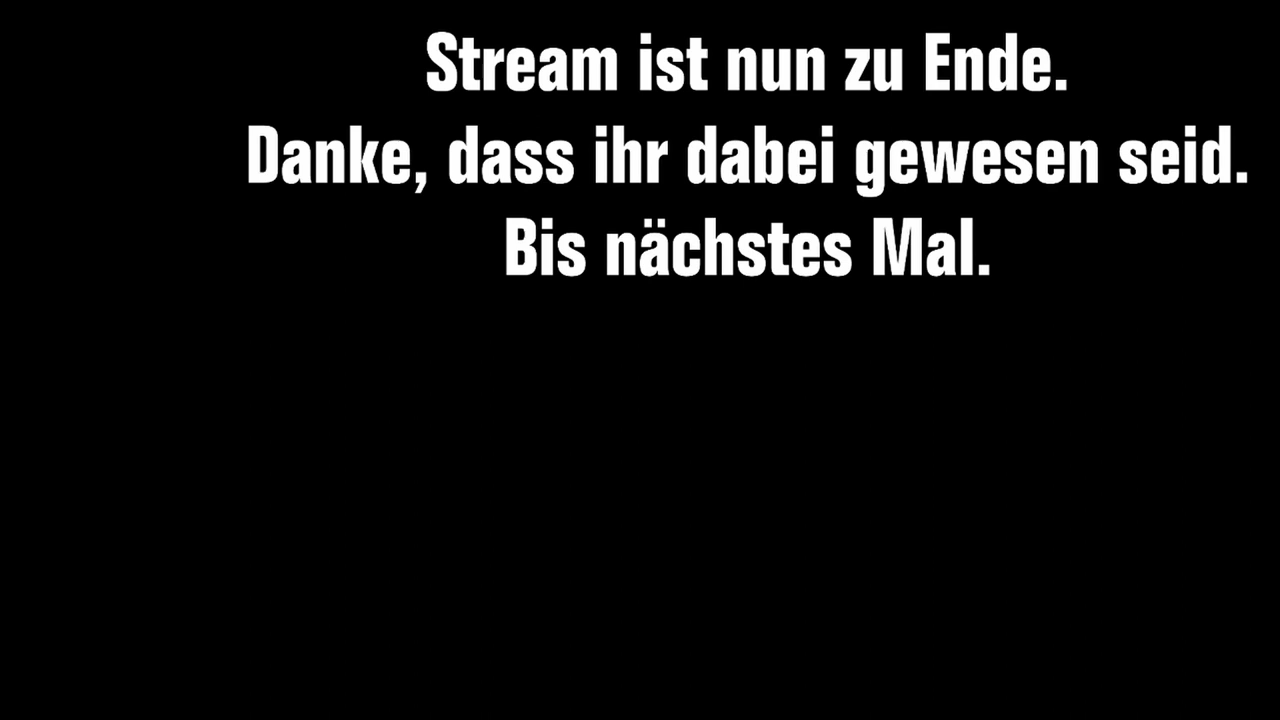 Stream ist nun zu Ende.
Danke, dass ihr dabei gewesen seid.
Bis nächstes Mal.